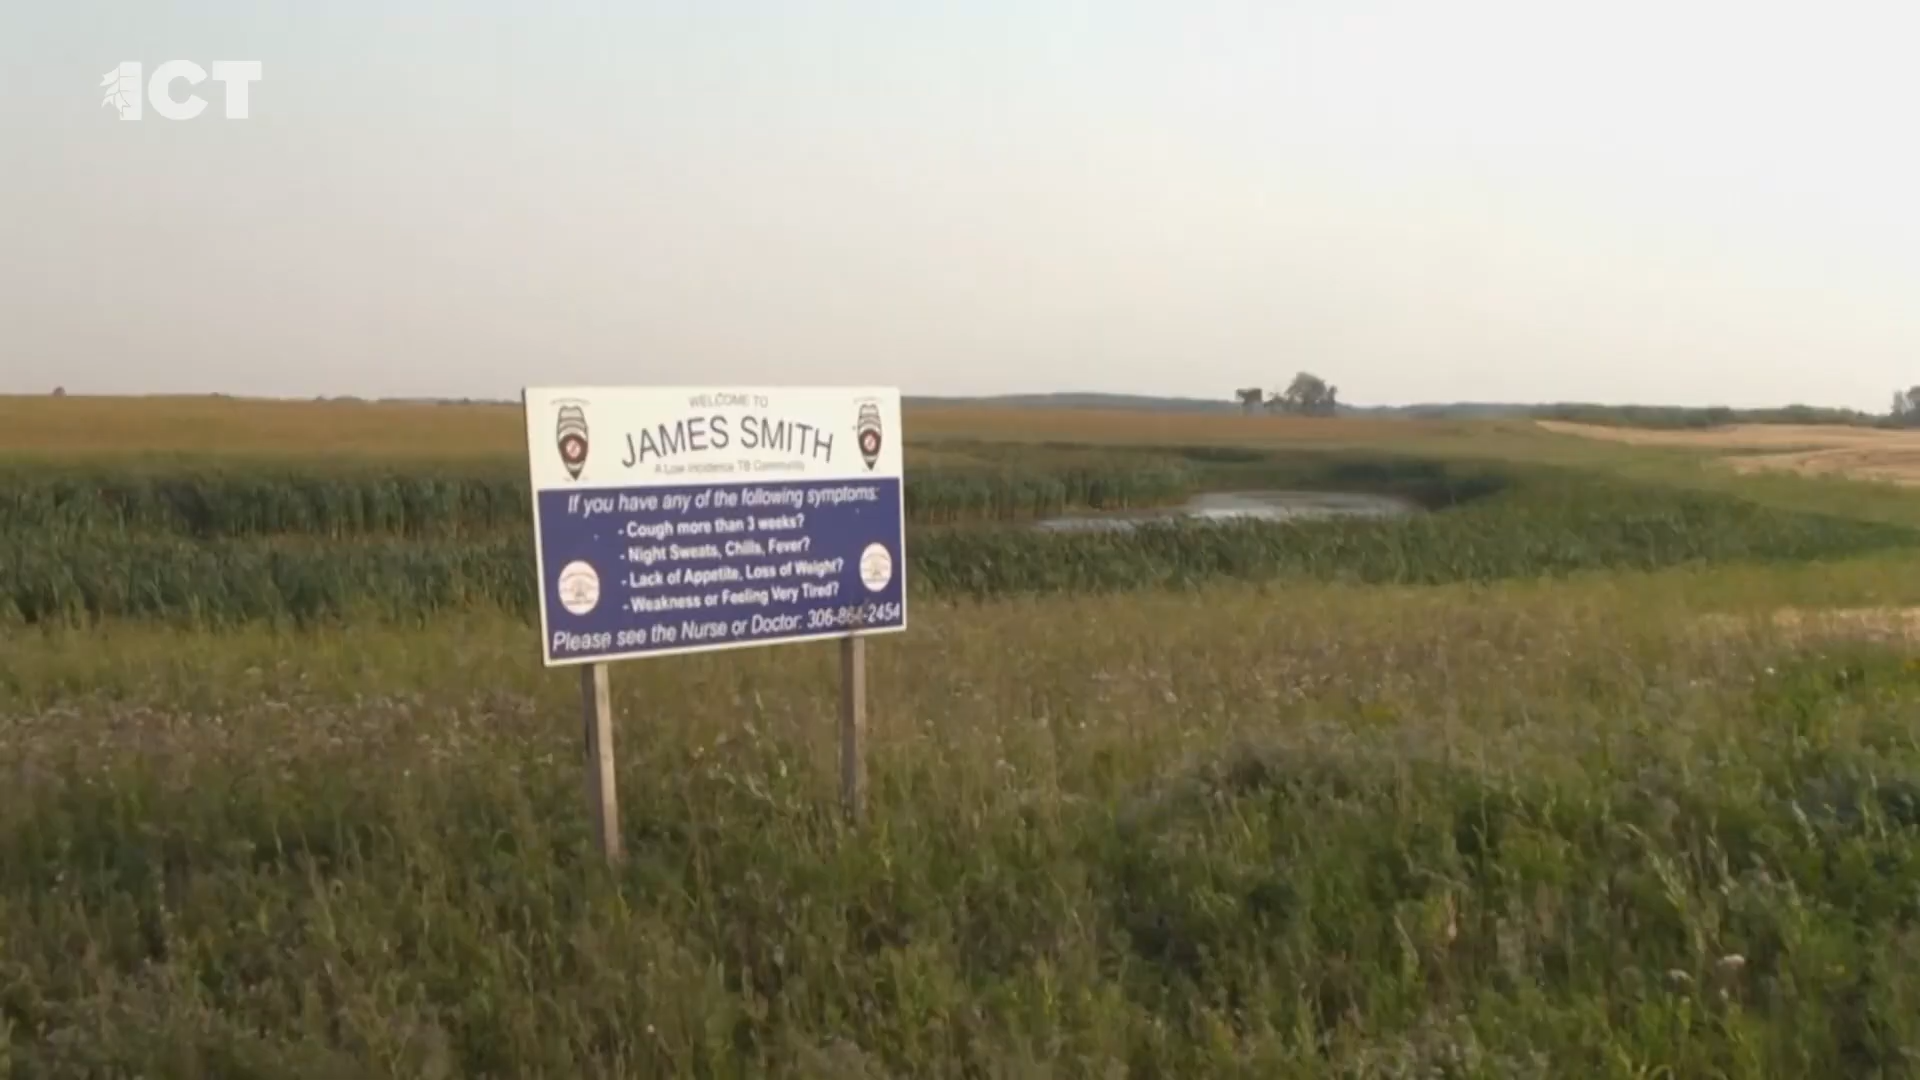 ICT
WELCOME TO
JAMES SMITH
A Low Incidence TB Community
If you have any of the following symptoms:
- Cough more than 3 weeks?
- Night Sweats, Chills, Fever?
- Lack of Appetite, Loss of Weight?
- Weakness or Feeling Very Tired?
Please see the Nurse or Doctor: 306-864-2454